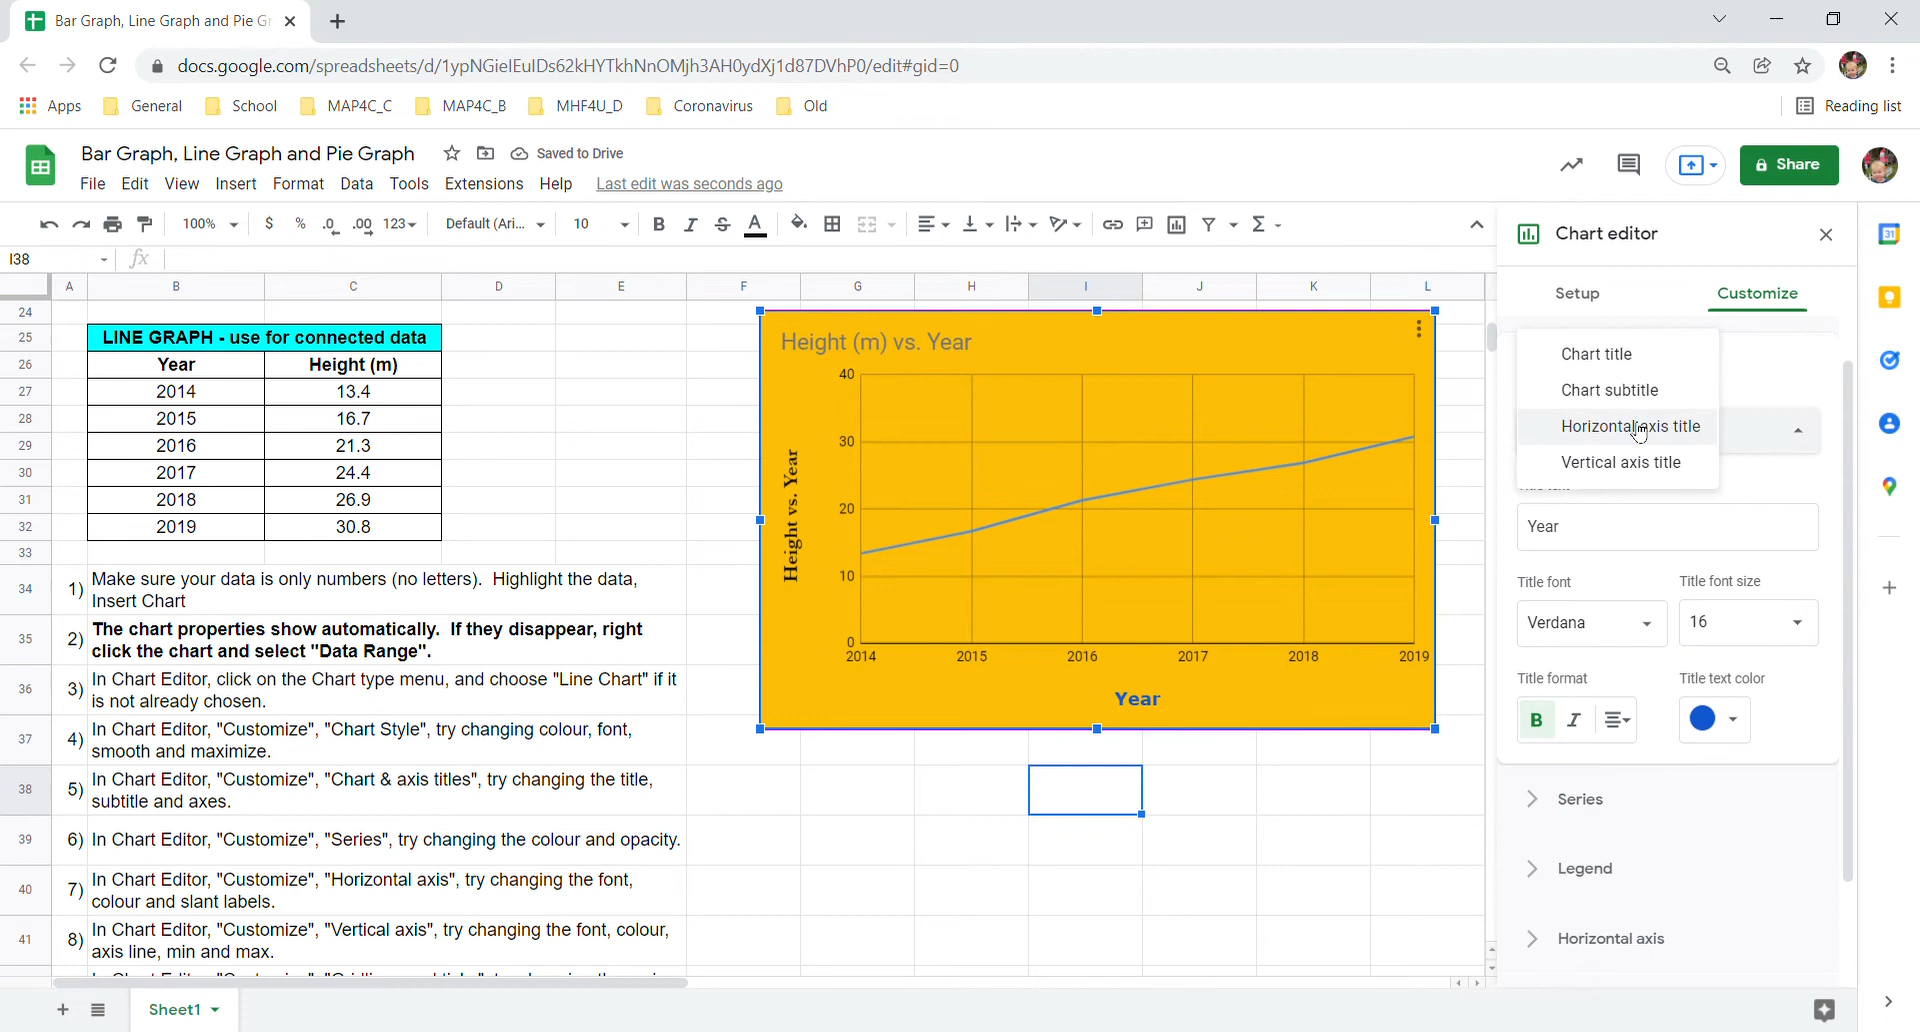 Bar Graph, Line Graph and Pie Gr
docs.google.com/spreadsheets/d/1ypNGielEulDs62kHYTkhNnOMjh3AH0ydXj1d87DVhP0/edit#gid=0
Apps General School MAP4C_C MAP4C_B MHF4U_D Coronavirus Old Reading list
Bar Graph, Line Graph and Pie Graph Saved to Drive
File Edit View Insert Format Data Tools Extensions Help Last edit was seconds ago
Share
100% $ % .0 .00 123 Default (Ari... 10 B I S A
I38 fx
Chart editor
Setup Customize
A B C D E F G H I J K L
24
25 LINE GRAPH - use for connected data
26 Year Height (m)
27 2014 13.4
28 2015 16.7
29 2016 21.3
30 2017 24.4
31 2018 26.9
32 2019 30.8
33
34 1) Make sure your data is only numbers (no letters). Highlight the data,
Insert Chart
35 2) The chart properties show automatically. If they disappear, right
click the chart and select "Data Range".
36 3) In Chart Editor, click on the Chart type menu, and choose "Line Chart" if it
is not already chosen.
37 4) In Chart Editor, "Customize", "Chart Style", try changing colour, font,
smooth and maximize.
38 5) In Chart Editor, "Customize", "Chart & axis titles", try changing the title,
subtitle and axes.
39 6) In Chart Editor, "Customize", "Series", try changing the colour and opacity.
40 7) In Chart Editor, "Customize", "Horizontal axis", try changing the font,
colour and slant labels.
41 8) In Chart Editor, "Customize", "Vertical axis", try changing the font, colour,
axis line, min and max.
Height (m) vs. Year
Height vs. Year
40
30
20
10
0
2014 2015 2016 2017 2018 2019
Year
Chart title
Chart subtitle
Horizontal axis title
Vertical axis title
Year
Title font Title font size
Verdana 16
Title format Title text color
B I
Series
Legend
Horizontal axis
Sheet1
31